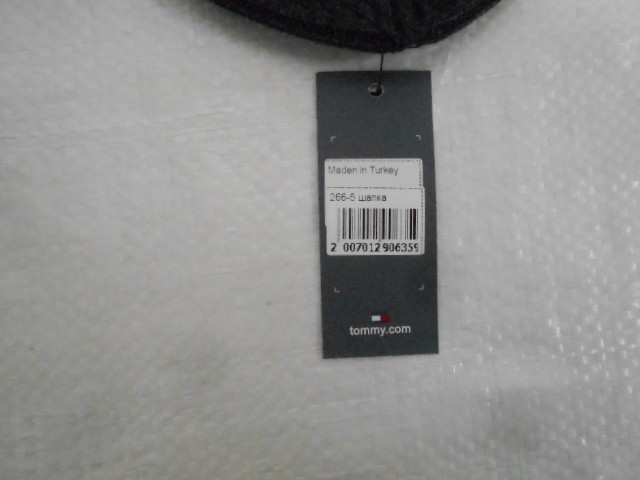 Maden in Turkey
266-5 шапка
2 007012 906359
tommy.com